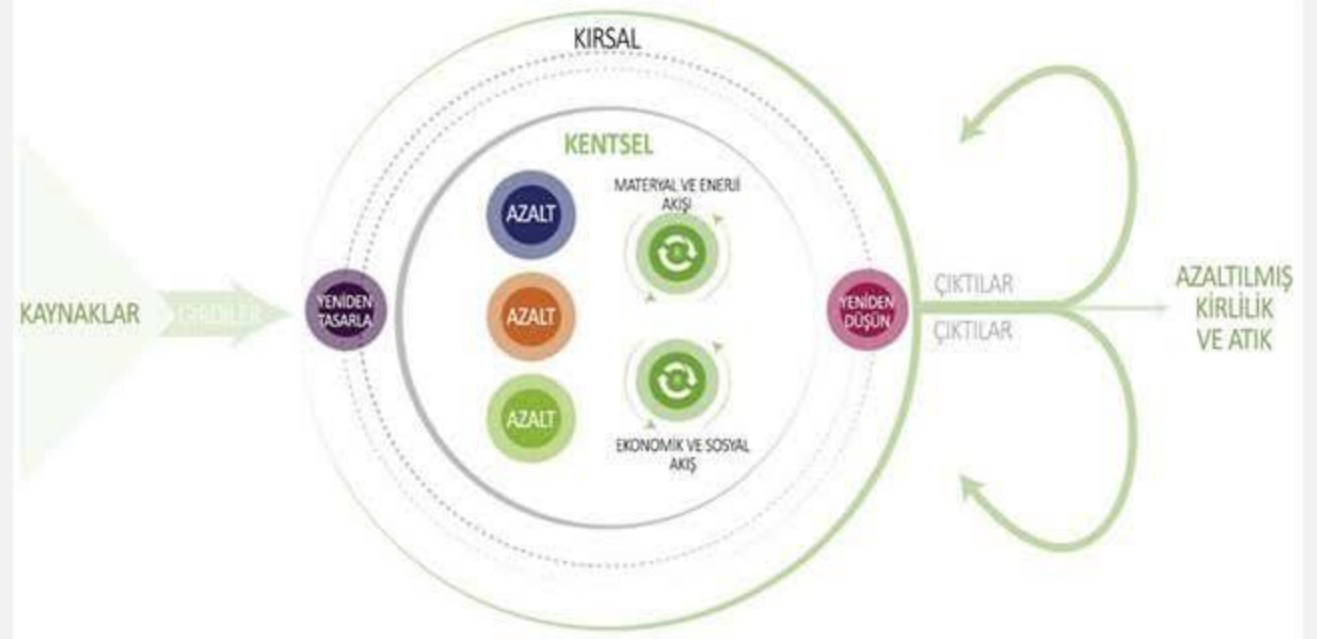 KIRSAL
KENTSEL
AZALT
MATERYAL VE ENERJİ
AKIŞI
AZALT
AZALT
EKONOMİK VE SOSYAL
AKIŞ
KAYNAKLAR
GİRDİLER
YENİDEN
TASARLA
YENİDEN
DÜŞÜN
ÇIKTILAR
ÇIKTILAR
AZALTILMIŞ
KİRLİLİK
VE ATIK